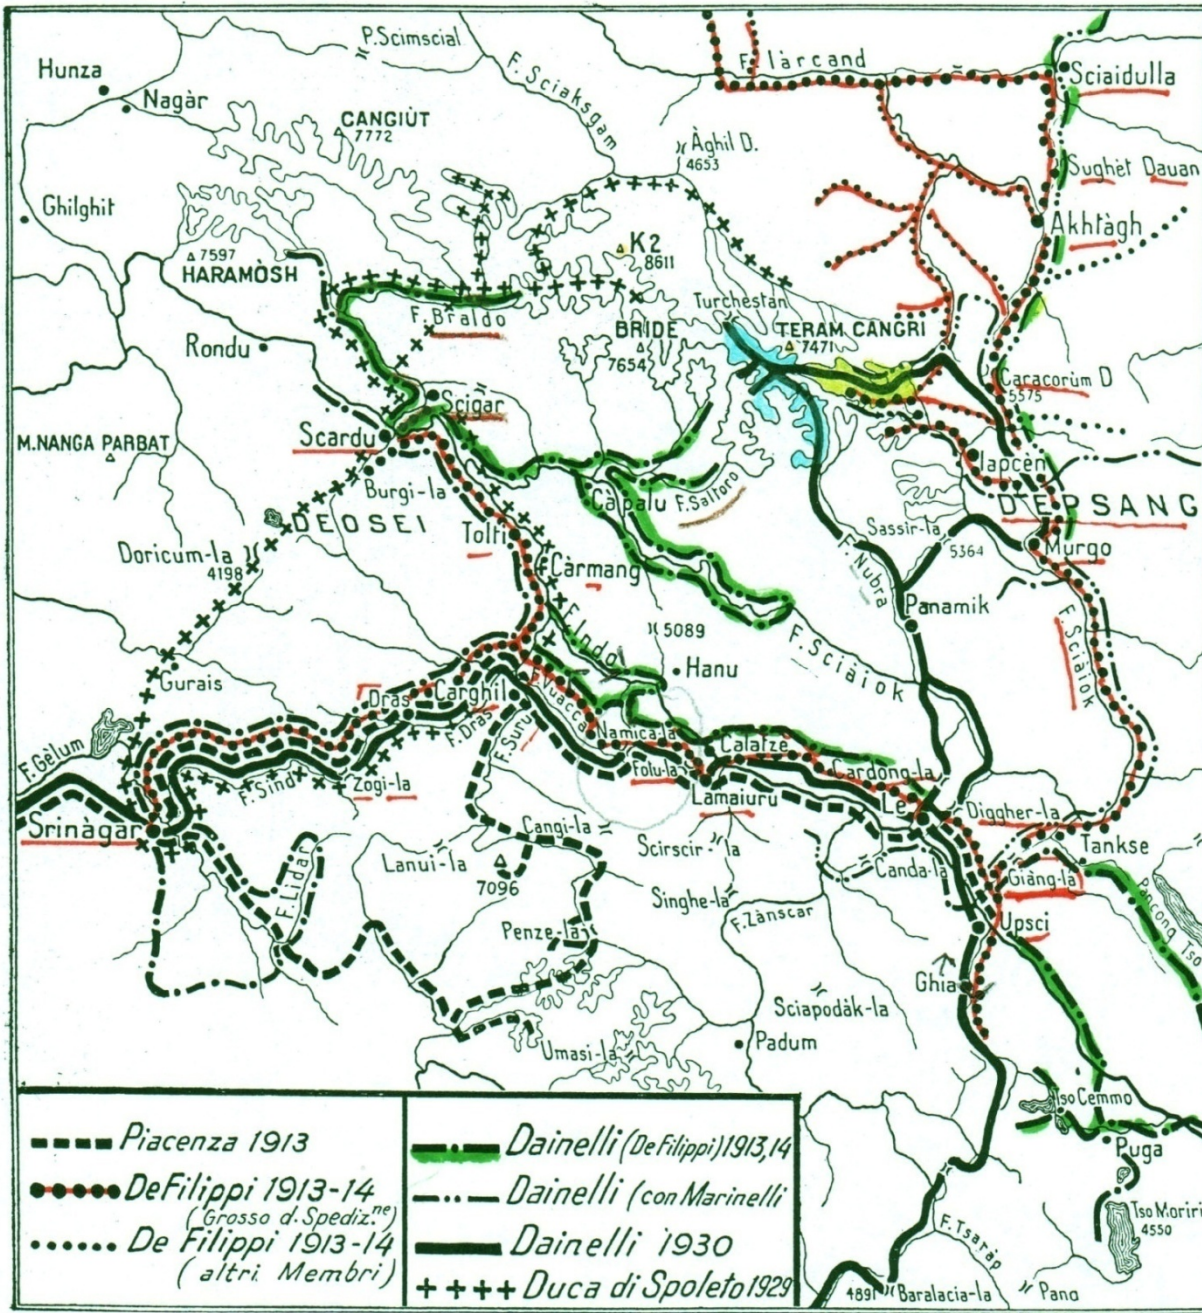 P.Scimscial
F. Iàrcand
Hunza
Sciaidulla
Nagàr
F. Sciaksgam
CANGIÙT
7772
Àghil D.
4653
Sughèt Dauan
Ghilghit
Akhtàgh
7597
HARAMÒSH
K2
8611
Turchestàn
F. Braldo
BRIDE
7654
TERAM CANGRI
7471
Rondu
Caracorùm D
5575
Scigar
Scardu
M.NANGA PARBAT
Iapcèn
Burgi-la
Càpalu
F. Saltoro
DEPSANG
DEOSEI
Tolti
Sassir-la
5364
Murgo
Doricum-la
4198
Càrmang
F. Nubra
Panamik
F. Indo
5089
Hanu
F. Sciàiok
F. Sciàiok
Gurais
Dras
Carghil
F. Dras
F. Vuacca
F. Suru
Namica-la
Calatze
F. Gèlum
F. Sind
Zogi-la
Folu-la
Cardong-la
Lamaiuru
Le
Diggher-la
Srinàgar
Cangi-la
Scirscir-la
Tankse
F. Lidar
Lanui-la
7096
Canda-la
Giàng-la
Singhe-la
Pancong Tso
Penze-la
F. Zànscar
Upsci
Ghia
Sciapodàk-la
Umasi-la
Padum
Tso Cemmo
Puga
Tso Moriri
4550
F. Tsaràp
4891
Baralacia-la
Pano
Piacenza 1913
De Filippi 1913-14
(Grosso d. Spediz.ne)
De Filippi 1913-14
(altri Membri)
Dainelli (De Filippi) 1913,14
Dainelli (con Marinelli
Dainelli 1930
Duca di Spoleto 1929